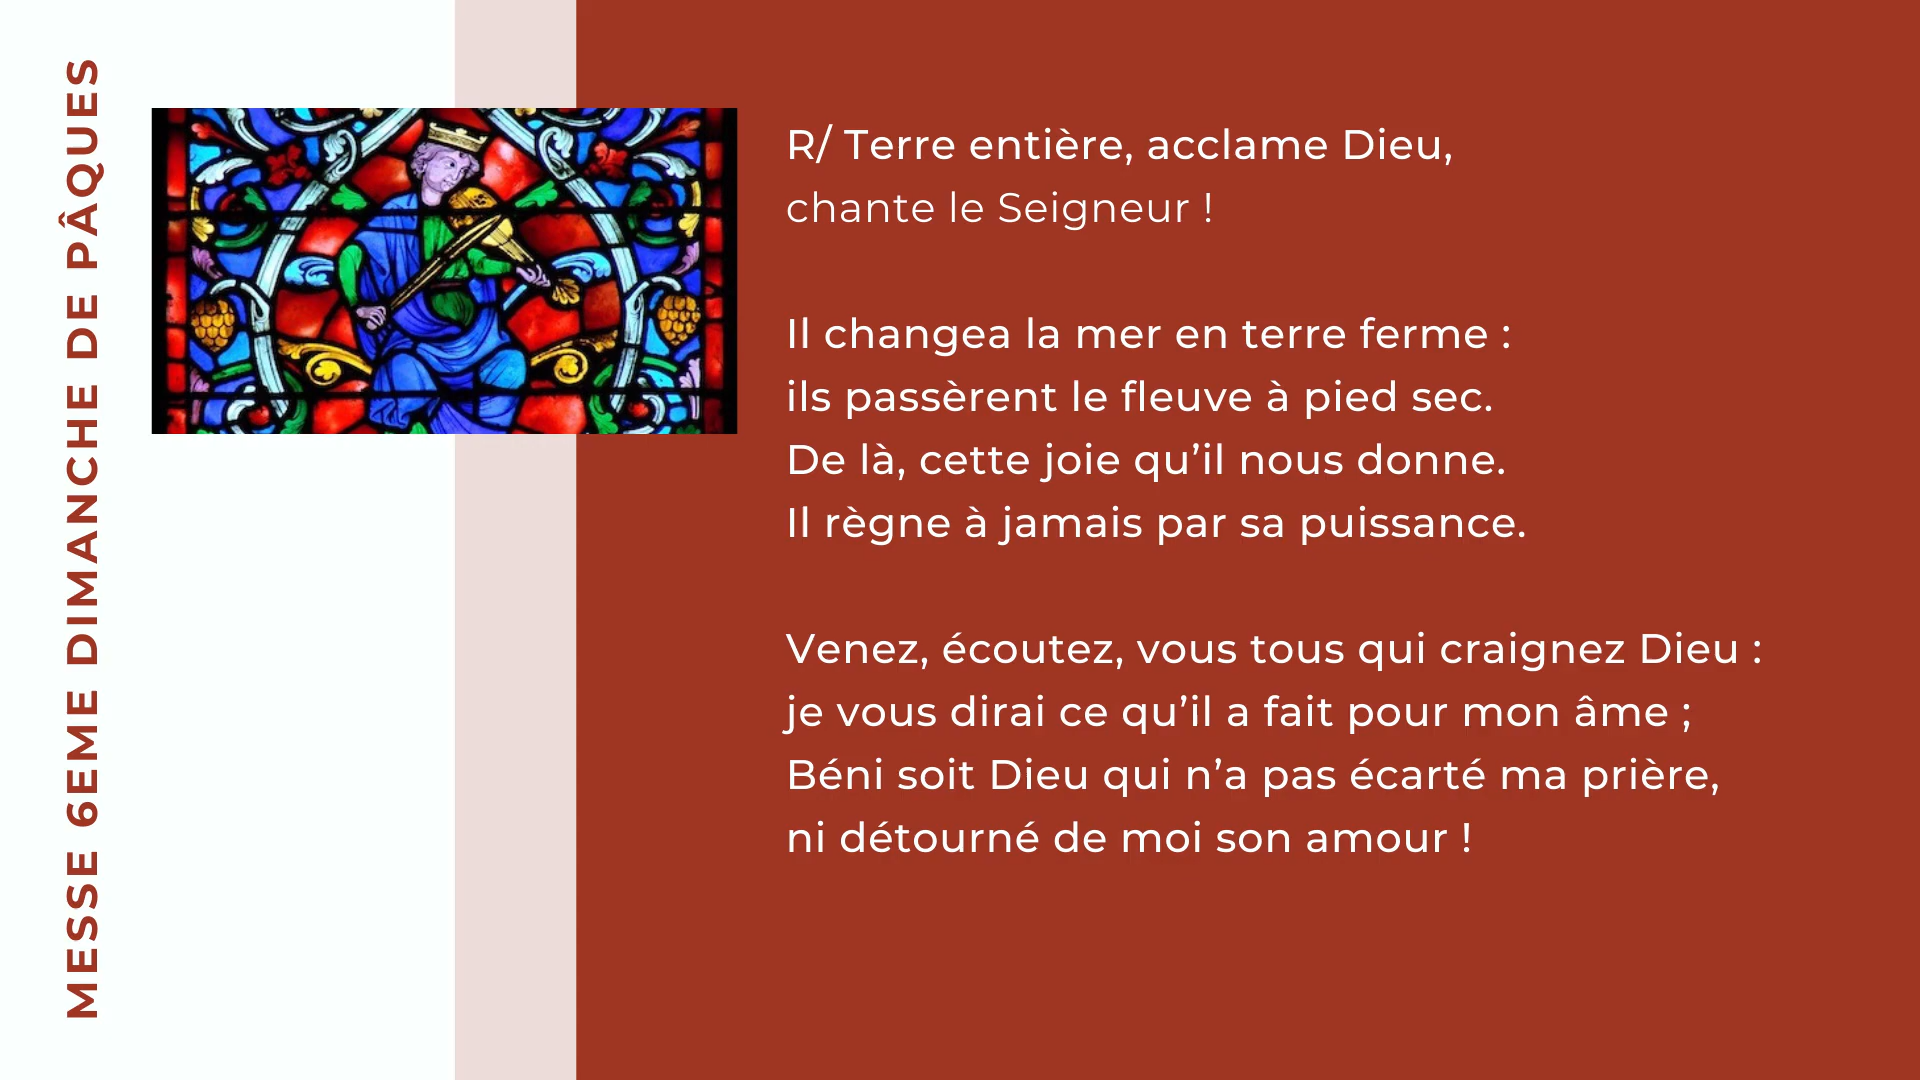 MESSE 6EME DIMANCHE DE PÂQUES
R/ Terre entière, acclame Dieu,
chante le Seigneur !
Il changea la mer en terre ferme :
ils passèrent le fleuve à pied sec.
De là, cette joie qu’il nous donne.
Il règne à jamais par sa puissance.
Venez, écoutez, vous tous qui craignez Dieu :
je vous dirai ce qu’il a fait pour mon âme ;
Béni soit Dieu qui n’a pas écarté ma prière,
ni détourné de moi son amour !